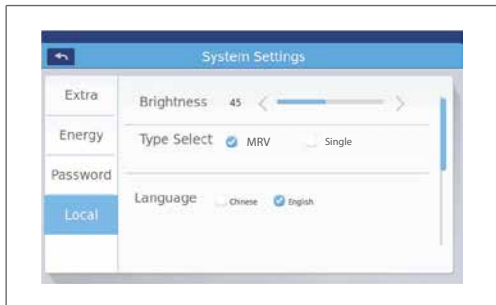 System Settings
Extra
Energy
Password
Local
Brightness 45
Type Select MRV Single
Language Chinese English